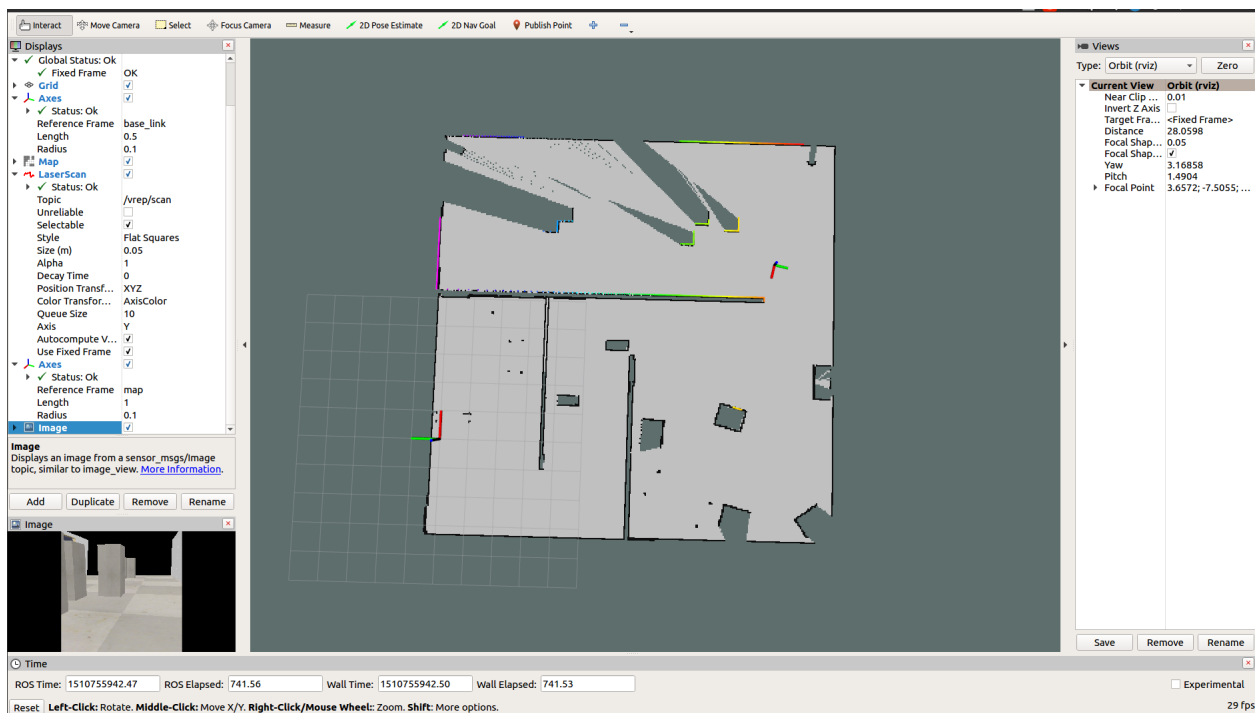 Interact Move Camera Select Focus Camera Measure 2D Pose Estimate 2D Nav Goal Publish Point
Displays
Global Status: Ok
Fixed Frame OK
Grid
Axes
Status: Ok
Reference Frame base_link
Length 0.5
Radius 0.1
Map
LaserScan
Status: Ok
Topic /vrep/scan
Unreliable
Selectable
Style Flat Squares
Size (m) 0.05
Alpha 1
Decay Time 0
Position Transf... XYZ
Color Transfor... AxisColor
Queue Size 10
Axis Y
Autocompute V...
Use Fixed Frame
Axes
Status: Ok
Reference Frame map
Length 1
Radius 0.1
Image
Image
Displays an image from a sensor_msgs/Image
topic, similar to image_view. More Information.
Add Duplicate Remove Rename
Image
Views
Type: Orbit (rviz) Zero
Current View Orbit (rviz)
Near Clip ... 0.01
Invert Z Axis
Target Fra... <Fixed Frame>
Distance 28.0598
Focal Shap... 0.05
Focal Shap...
Yaw 3.16858
Pitch 1.4904
Focal Point 3.6572; -7.5055; ...
Save Remove Rename
Time
ROS Time: 1510755942.47 ROS Elapsed: 741.56 Wall Time: 1510755942.50 Wall Elapsed: 741.53 Experimental
Reset Left-Click: Rotate. Middle-Click: Move X/Y. Right-Click/Mouse Wheel:: Zoom. Shift: More options. 29 fps